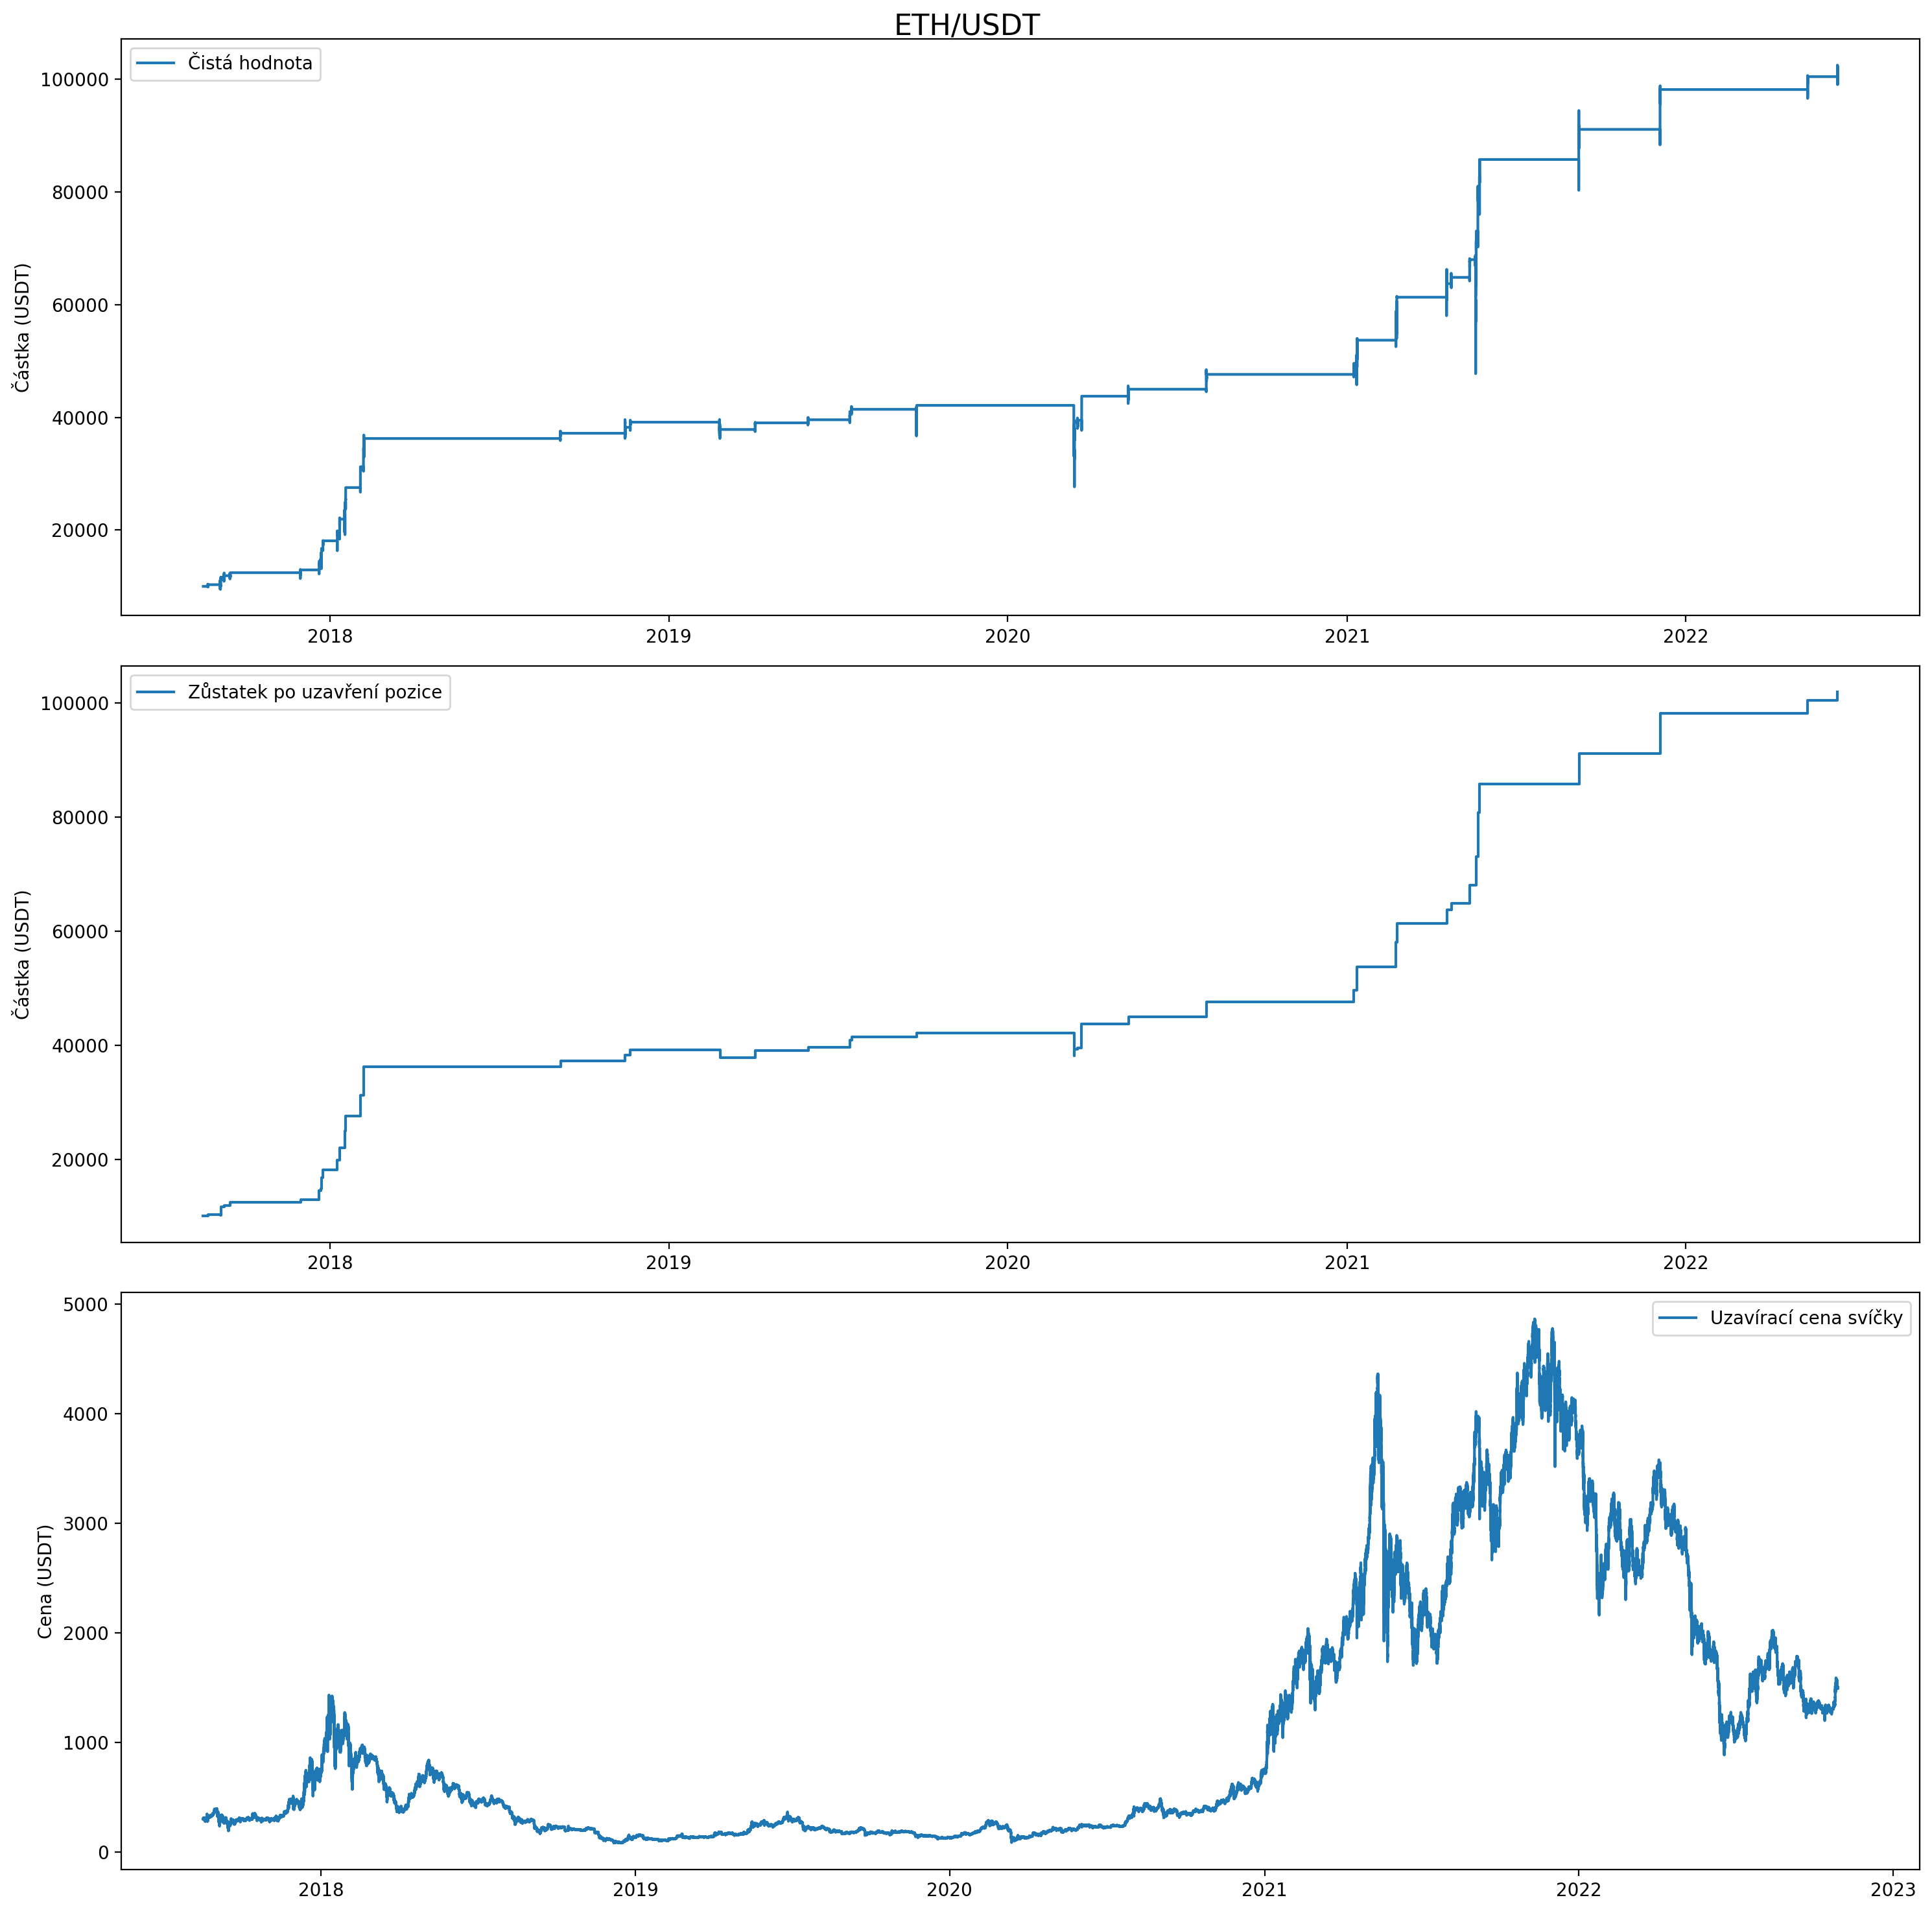 ETH/USDT
Čistá hodnota
100000
80000
60000
40000
20000
Částka (USDT)
2018 2019 2020 2021 2022
Zůstatek po uzavření pozice
100000
80000
60000
40000
20000
Částka (USDT)
2018 2019 2020 2021 2022
Uzavírací cena svíčky
5000
4000
3000
2000
1000
0
Cena (USDT)
2018 2019 2020 2021 2022 2023